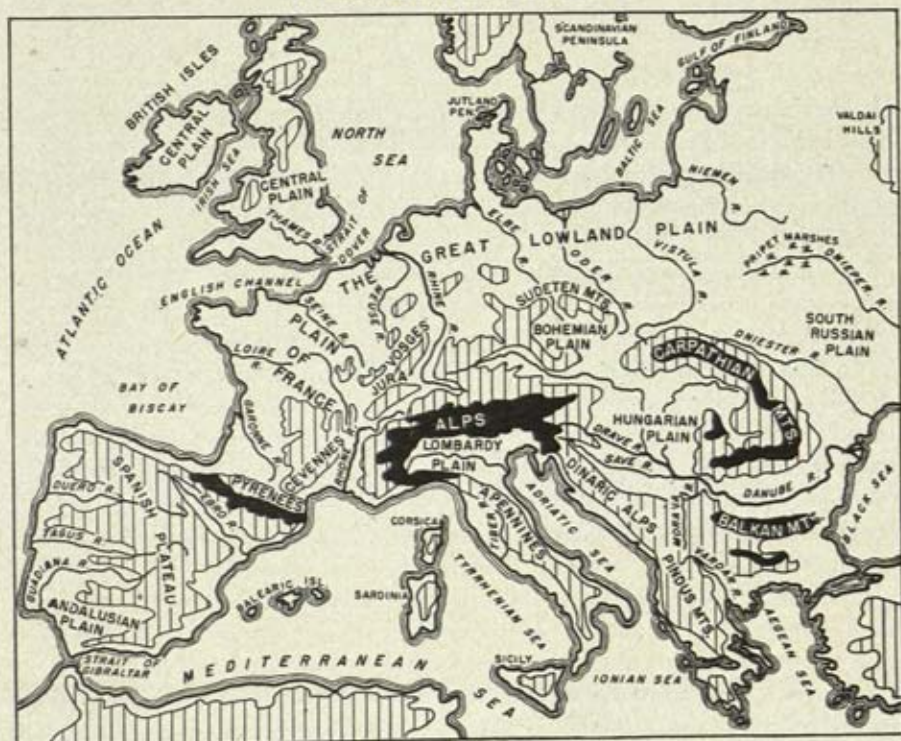 SCANDINAVIAN
PENINSULA
GULF OF FINLAND
BRITISH ISLES
CENTRAL
PLAIN
IRISH SEA
CENTRAL
PLAIN
THAMES R.
NORTH
SEA
JUTLAND
PEN.
BALTIC SEA
VALDAI
HILLS
NIEMEN R.
ATLANTIC OCEAN
STRAIT OF
DOVER
ENGLISH CHANNEL
THE GREAT LOWLAND PLAIN
ELBE R.
ODER R.
VISTULA R.
PRIPET MARSHES
DNIEPER R.
RHINE R.
MEUSE R.
SEINE R.
PLAIN
OF
FRANCE
LOIRE
R.
VOSGES
JURA
SUDETEN MTS.
BOHEMIAN
PLAIN
SOUTH
RUSSIAN
PLAIN
DNIESTER R.
CARPATHIAN MTS.
BAY OF
BISCAY
GARONNE R.
CEVENNES
RHONE
ALPS
LOMBARDY
PLAIN
HUNGARIAN
PLAIN
DRAVE R.
SAVE R.
DANUBE R.
BLACK SEA
SPANISH
PLATEAU
DUERO R.
TAGUS R.
GUADIANA R.
EBRO R.
PYRENEES
ANDALUSIAN
PLAIN
STRAIT OF
GIBRALTAR
BALEARIC ISL.
CORSICA
SARDINIA
TIBER R.
APENNINES
ADRIATIC SEA
DINARIC ALPS
MORAVA R.
BALKAN MTS.
VARDAR R.
PINDUS MTS.
TYRRHENIAN SEA
AEGEAN SEA
SICILY
IONIAN SEA
MEDITERRANEAN
SEA